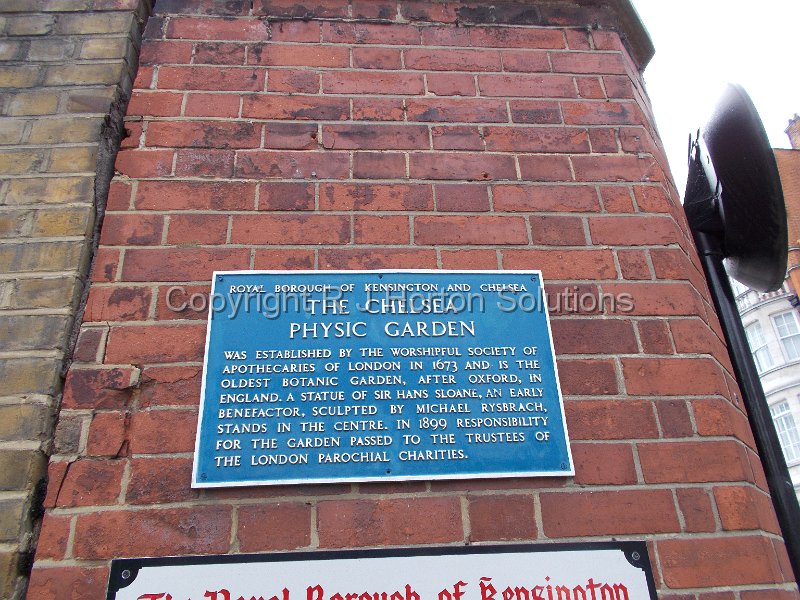 ROYAL BOROUGH OF KENSINGTON AND CHELSEA
Copyright R J Horton Solutions
THE CHELSEA
PHYSIC GARDEN
WAS ESTABLISHED BY THE WORSHIPFUL SOCIETY OF
APOTHECARIES OF LONDON IN 1673 AND IS THE
OLDEST BOTANIC GARDEN, AFTER OXFORD, IN
ENGLAND. A STATUE OF SIR HANS SLOANE, AN EARLY
BENEFACTOR, SCULPTED BY MICHAEL RYSBRACH,
STANDS IN THE CENTRE. IN 1899 RESPONSIBILITY
FOR THE GARDEN PASSED TO THE TRUSTEES OF
THE LONDON PAROCHIAL CHARITIES.
The Royal Borough of Kensington